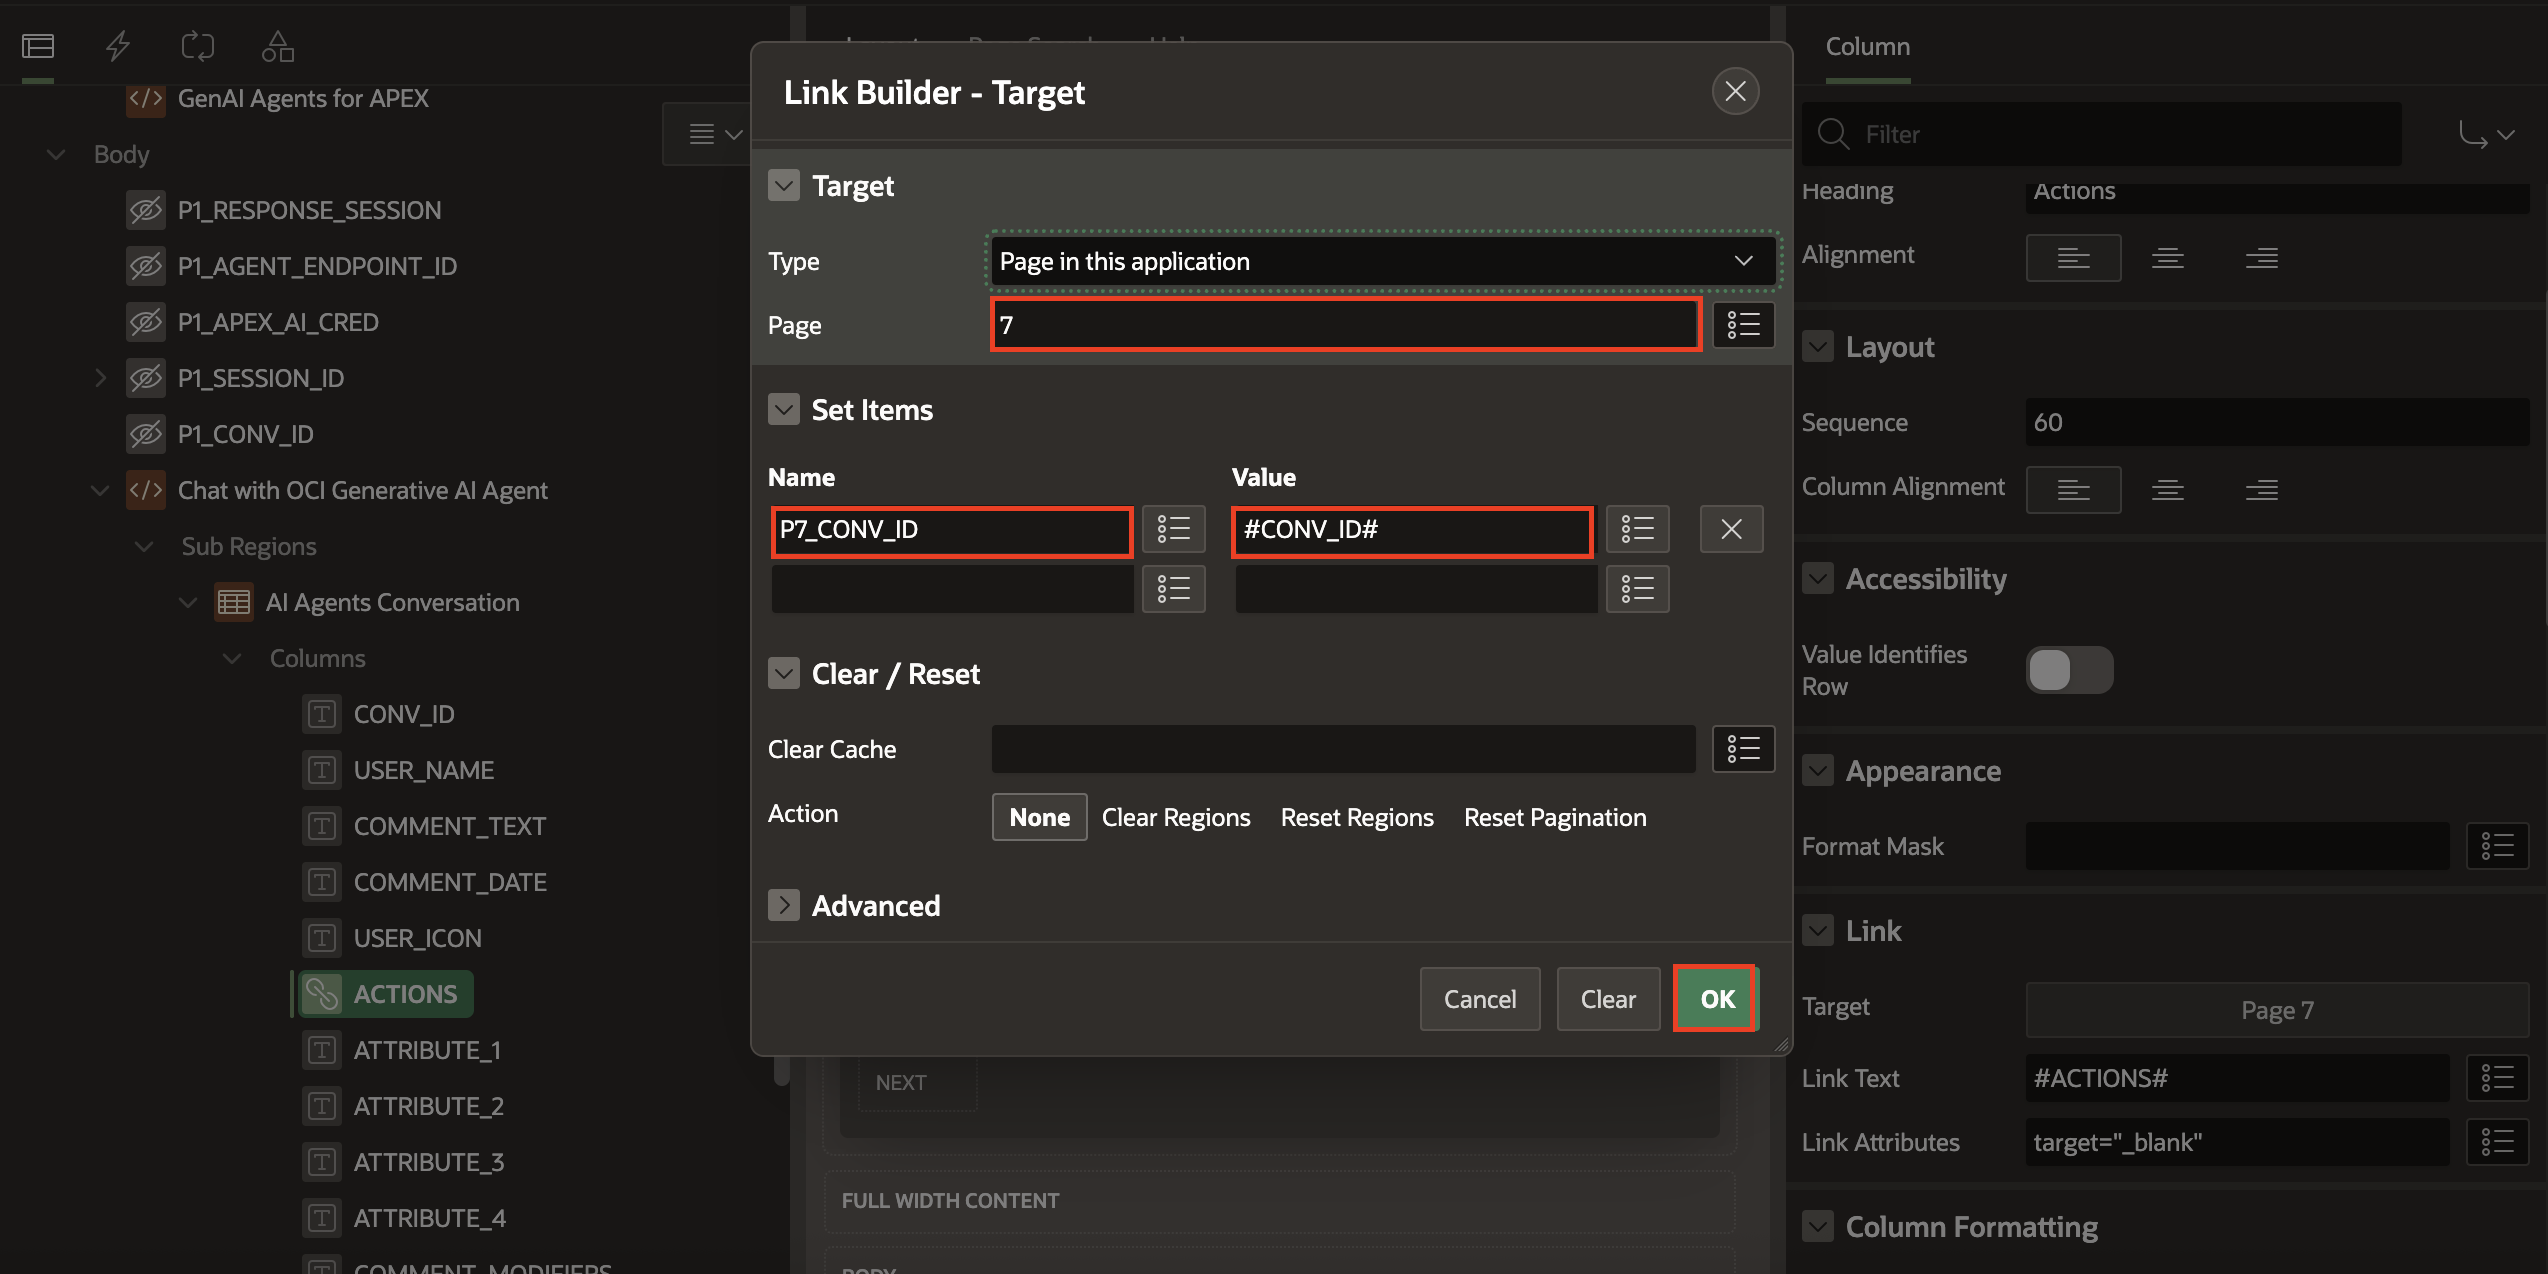 GenAI Agents for APEX
Body
P1_RESPONSE_SESSION
P1_AGENT_ENDPOINT_ID
P1_APEX_AI_CRED
P1_SESSION_ID
P1_CONV_ID
Chat with OCI Generative AI Agent
Sub Regions
AI Agents Conversation
Columns
CONV_ID
USER_NAME
COMMENT_TEXT
COMMENT_DATE
USER_ICON
ACTIONS
ATTRIBUTE_1
ATTRIBUTE_2
ATTRIBUTE_3
ATTRIBUTE_4
COMMENT_MODIFIERS
Link Builder - Target
Target
Type
Page in this application
Page
7
Set Items
Name Value
P7_CONV_ID #CONV_ID#
Clear / Reset
Clear Cache
Action
None Clear Regions Reset Regions Reset Pagination
Advanced
Cancel Clear OK
NEXT
FULL WIDTH CONTENT
BODY
Column
Filter
Heading
Actions
Alignment
Layout
Sequence
60
Column Alignment
Accessibility
Value Identifies
Row
Appearance
Format Mask
Link
Target
Page 7
Link Text
#ACTIONS#
Link Attributes
target="_blank"
Column Formatting